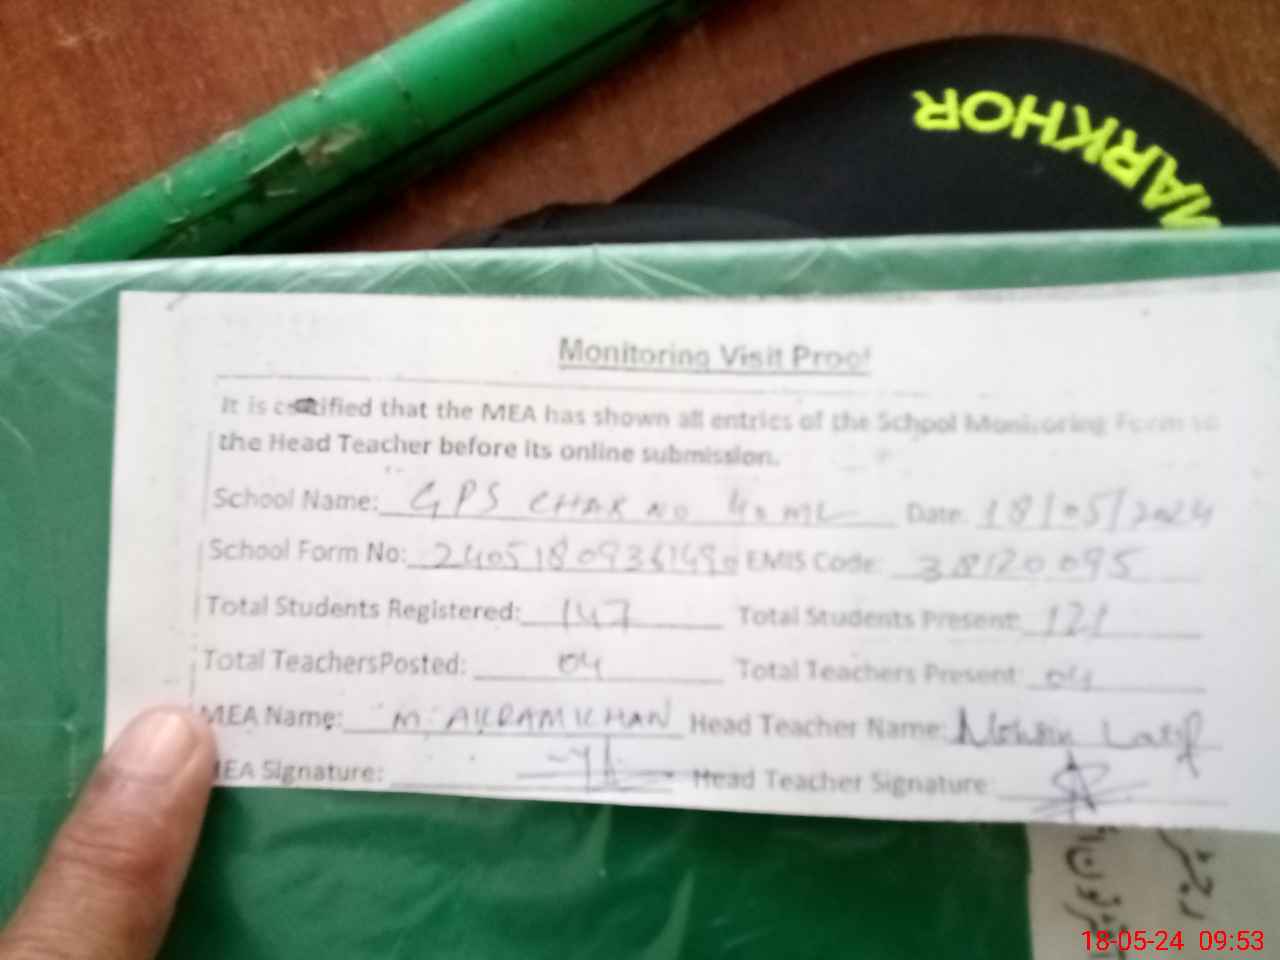 MARKHOR
Monitoring Visit Proof
It is certified that the MEA has shown all entries of the School Monitoring Form to
the Head Teacher before its online submission.
School Name: GPS CHAK NO 40 ML Date: 18/05/2024
School Form No: EMIS Code: 38120095
Total Students Registered: 147 Total Students Present: 121
Total TeachersPosted: 04 Total Teachers Present: 04
MEA Name: M. AKRAM KHAN Head Teacher Name: Mohsin Latif
MEA Signature: Head Teacher Signature
18-05-24 09:53